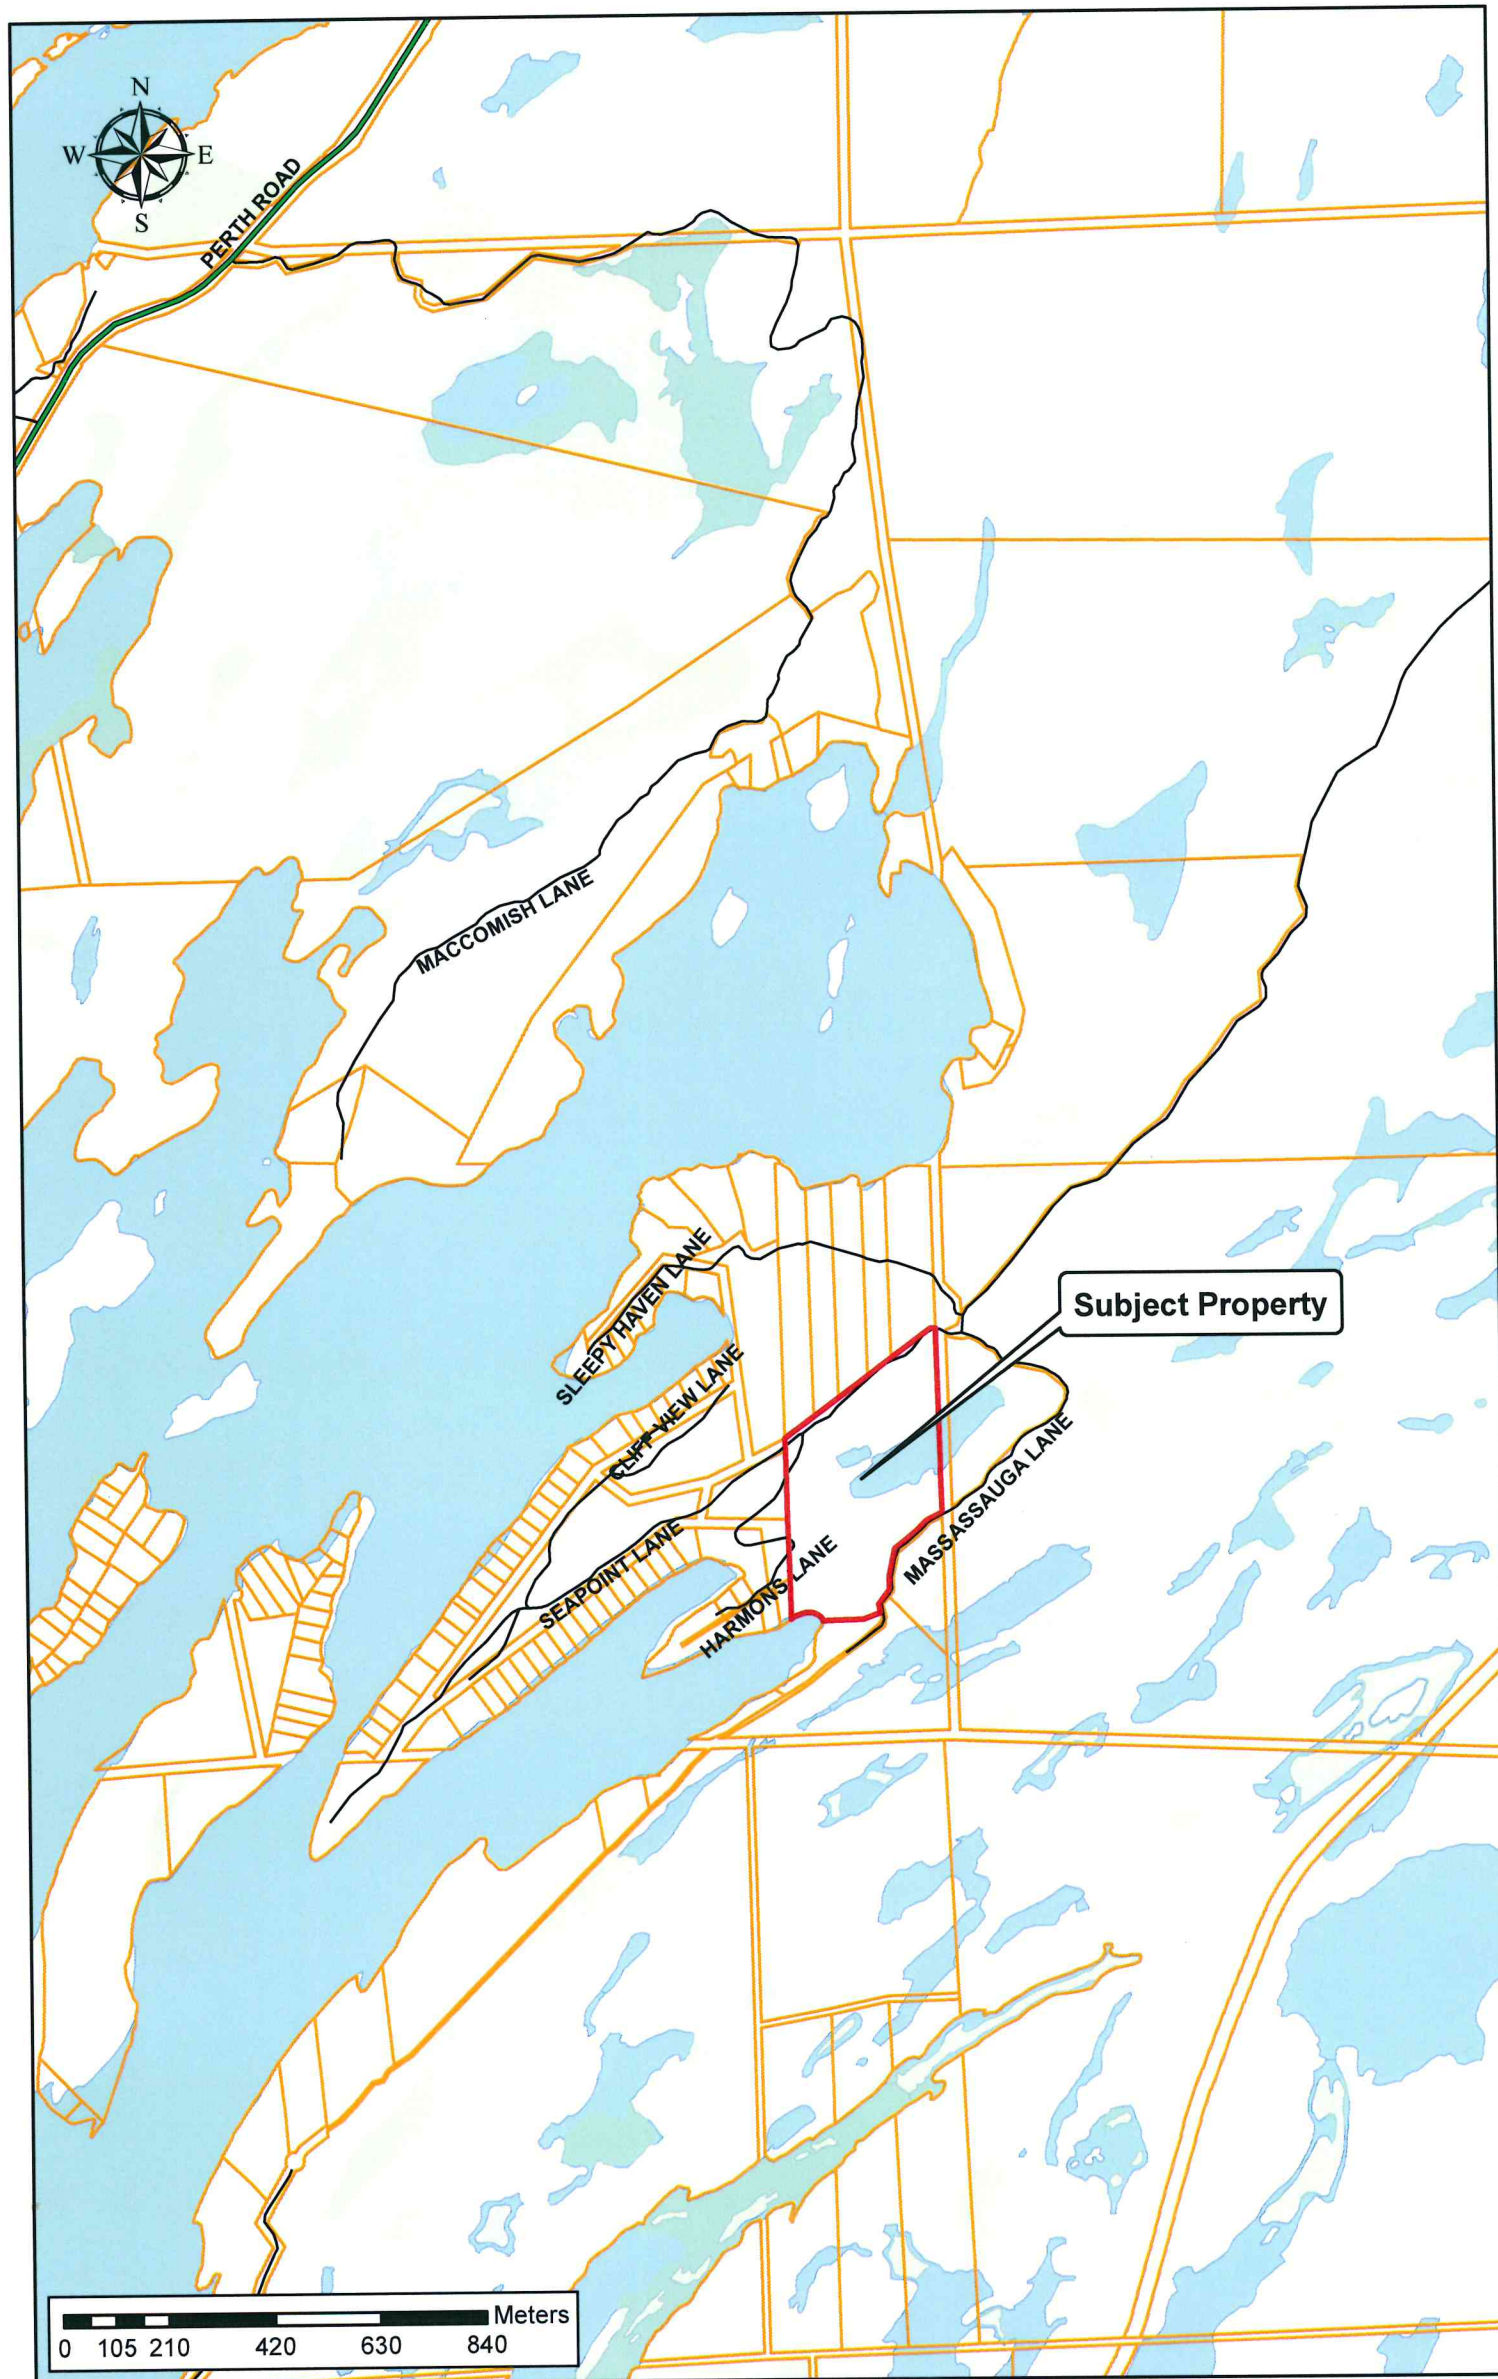 N
W E
S
PERTH ROAD
MACCOMISH LANE
SLEEPY HAVEN LANE
Subject Property
CLIFF VIEW LANE
MASSASSAUGA LANE
SEAPOINT LANE
HARMONS LANE
Meters
0 105 210 420 630 840